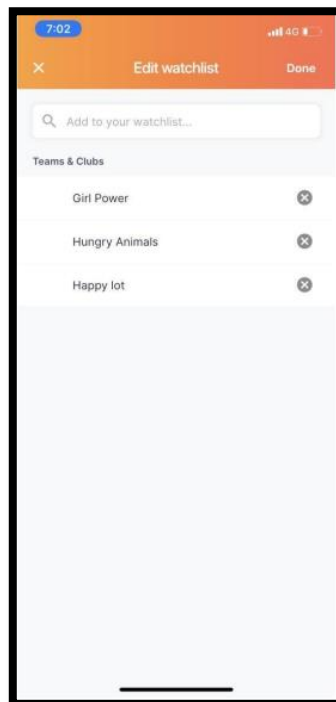 7:02
4G
Edit watchlist
Done
Add to your watchlist...
Teams & Clubs
Girl Power
Hungry Animals
Happy lot